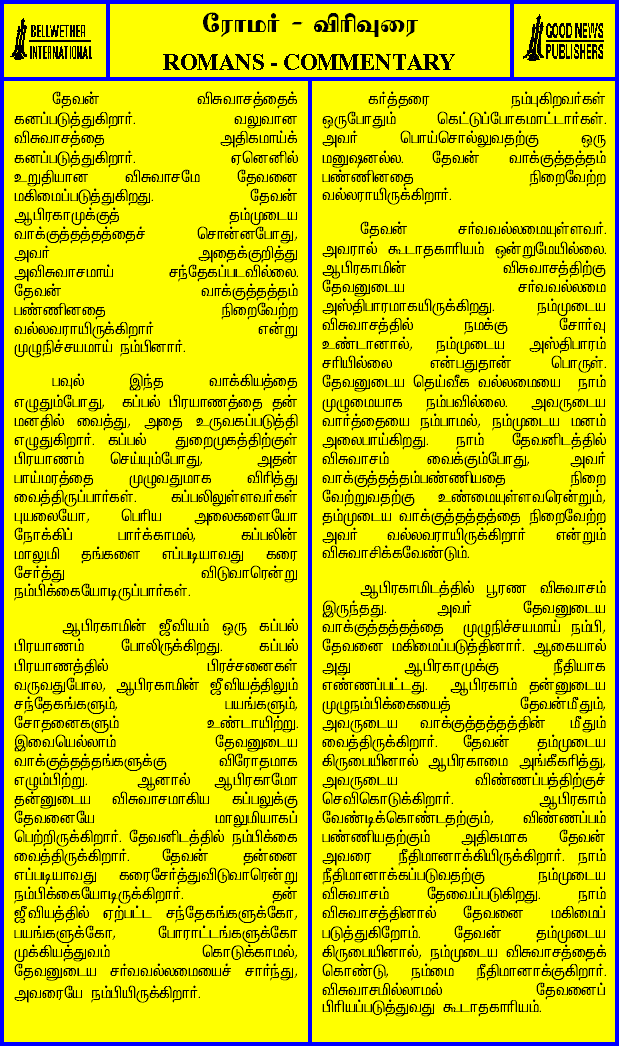 BELLWETHER
INTERNATIONAL
ரோமர் - விரிவுரை
ROMANS - COMMENTARY
GOOD NEWS
PUBLISHERS
தேவன் விசுவாசத்தைக்
கனப்படுத்துகிறார். வலுவான
விசுவாசத்தை அதிகமாய்க்
கனப்படுத்துகிறார். ஏனெனில்
உறுதியான விசுவாசமே தேவனை
மகிமைப்படுத்துகிறது. தேவன்
ஆபிரகாமுக்குத் தம்முடைய
வாக்குத்தத்தத்தைச் சொன்னபோது,
அவர் அதைக்குறித்து
அவிசுவாசமாய் சந்தேகப்படவில்லை.
தேவன் வாக்குத்தத்தம்
பண்ணினதை நிறைவேற்ற
வல்லவராயிருக்கிறார் என்று
முழுநிச்சயமாய் நம்பினார்.
பவுல் இந்த வாக்கியத்தை
எழுதும்போது, கப்பல் பிரயாணத்தை தன்
மனதில் வைத்து, அதை உருவகப்படுத்தி
எழுதுகிறார். கப்பல் துறைமுகத்திற்குள்
பிரயாணம் செய்யும்போது, அதன்
பாய்மரத்தை முழுவதுமாக விரித்து
வைத்திருப்பார்கள். கப்பலிலுள்ளவர்கள்
புயலையோ, பெரிய அலைகளையோ
நோக்கிப் பார்க்காமல், கப்பலின்
மாலுமி தங்களை எப்படியாவது கரை
சேர்த்து விடுவாரென்று
நம்பிக்கையோடிருப்பார்கள்.
ஆபிரகாமின் ஜீவியம் ஒரு கப்பல்
பிரயாணம் போலிருக்கிறது. கப்பல்
பிரயாணத்தில் பிரச்சனைகள்
வருவதுபோல, ஆபிரகாமின் ஜீவியத்திலும்
சந்தேகங்களும், பயங்களும்,
சோதனைகளும் உண்டாயிற்று.
இவையெல்லாம் தேவனுடைய
வாக்குத்தத்தங்களுக்கு விரோதமாக
எழும்பிற்று. ஆனால் ஆபிரகாமோ
தன்னுடைய விசுவாசமாகிய கப்பலுக்கு
தேவனையே மாலுமியாகப்
பெற்றிருக்கிறார். தேவனிடத்தில் நம்பிக்கை
வைத்திருக்கிறார். தேவன் தன்னை
எப்படியாவது கரைசேர்த்துவிடுவாரென்று
நம்பிக்கையோடிருக்கிறார். தன்
ஜீவியத்தில் ஏற்பட்ட சந்தேகங்களுக்கோ,
பயங்களுக்கோ, போராட்டங்களுக்கோ
முக்கியத்துவம் கொடுக்காமல்,
தேவனுடைய சர்வவல்லமையைச் சார்ந்து,
அவரையே நம்பியிருக்கிறார்.
கர்த்தரை நம்புகிறவர்கள்
ஒருபோதும் கெட்டுப்போகமாட்டார்கள்.
அவர் பொய்சொல்லுவதற்கு ஒரு
மனுஷனல்ல. தேவன் வாக்குத்தத்தம்
பண்ணினதை நிறைவேற்ற
வல்லராயிருக்கிறார்.
தேவன் சர்வவல்லமையுள்ளவர்.
அவரால் கூடாதகாரியம் ஒன்றுமேயில்லை.
ஆபிரகாமின் விசுவாசத்திற்கு
தேவனுடைய சர்வவல்லமை
அஸ்திபாரமாகயிருக்கிறது. நம்முடைய
விசுவாசத்தில் நமக்கு சோர்வு
உண்டானால், நம்முடைய அஸ்திபாரம்
சரியில்லை என்பதுதான் பொருள்.
தேவனுடைய தெய்வீக வல்லமையை நாம்
முழுமையாக நம்பவில்லை. அவருடைய
வார்த்தையை நம்பாமல், நம்முடைய மனம்
அலைபாய்கிறது. நாம் தேவனிடத்தில்
விசுவாசம் வைக்கும்போது, அவர்
வாக்குத்தத்தம்பண்ணியதை நிறை
வேற்றுவதற்கு உண்மையுள்ளவரென்றும்,
தம்முடைய வாக்குத்தத்தத்தை நிறைவேற்ற
அவர் வல்லவராயிருக்கிறார் என்றும்
விசுவாசிக்கவேண்டும்.
ஆபிரகாமிடத்தில் பூரண விசுவாசம்
இருந்தது. அவர் தேவனுடைய
வாக்குத்தத்தத்தை முழுநிச்சயமாய் நம்பி,
தேவனை மகிமைப்படுத்தினார். ஆகையால்
அது ஆபிரகாமுக்கு நீதியாக
எண்ணப்பட்டது. ஆபிரகாம் தன்னுடைய
முழுநம்பிக்கையைத் தேவன்மீதும்,
அவருடைய வாக்குத்தத்தத்தின் மீதும்
வைத்திருக்கிறார். தேவன் தம்முடைய
கிருபையினால் ஆபிரகாமை அங்கீகரித்து,
அவருடைய விண்ணப்பத்திற்குச்
செவிகொடுக்கிறார். ஆபிரகாம்
வேண்டிக்கொண்டதற்கும், விண்ணப்பம்
பண்ணியதற்கும் அதிகமாக தேவன்
அவரை நீதிமானாக்கியிருக்கிறார். நாம்
நீதிமானாக்கப்படுவதற்கு நம்முடைய
விசுவாசம் தேவைப்படுகிறது. நாம்
விசுவாசத்தினால் தேவனை மகிமைப்
படுத்துகிறோம். தேவன் தம்முடைய
கிருபையினால், நம்முடைய விசுவாசத்தைக்
கொண்டு, நம்மை நீதிமானாக்குகிறார்.
விசுவாசமில்லாமல் தேவனைப்
பிரியப்படுத்துவது கூடாதகாரியம்.